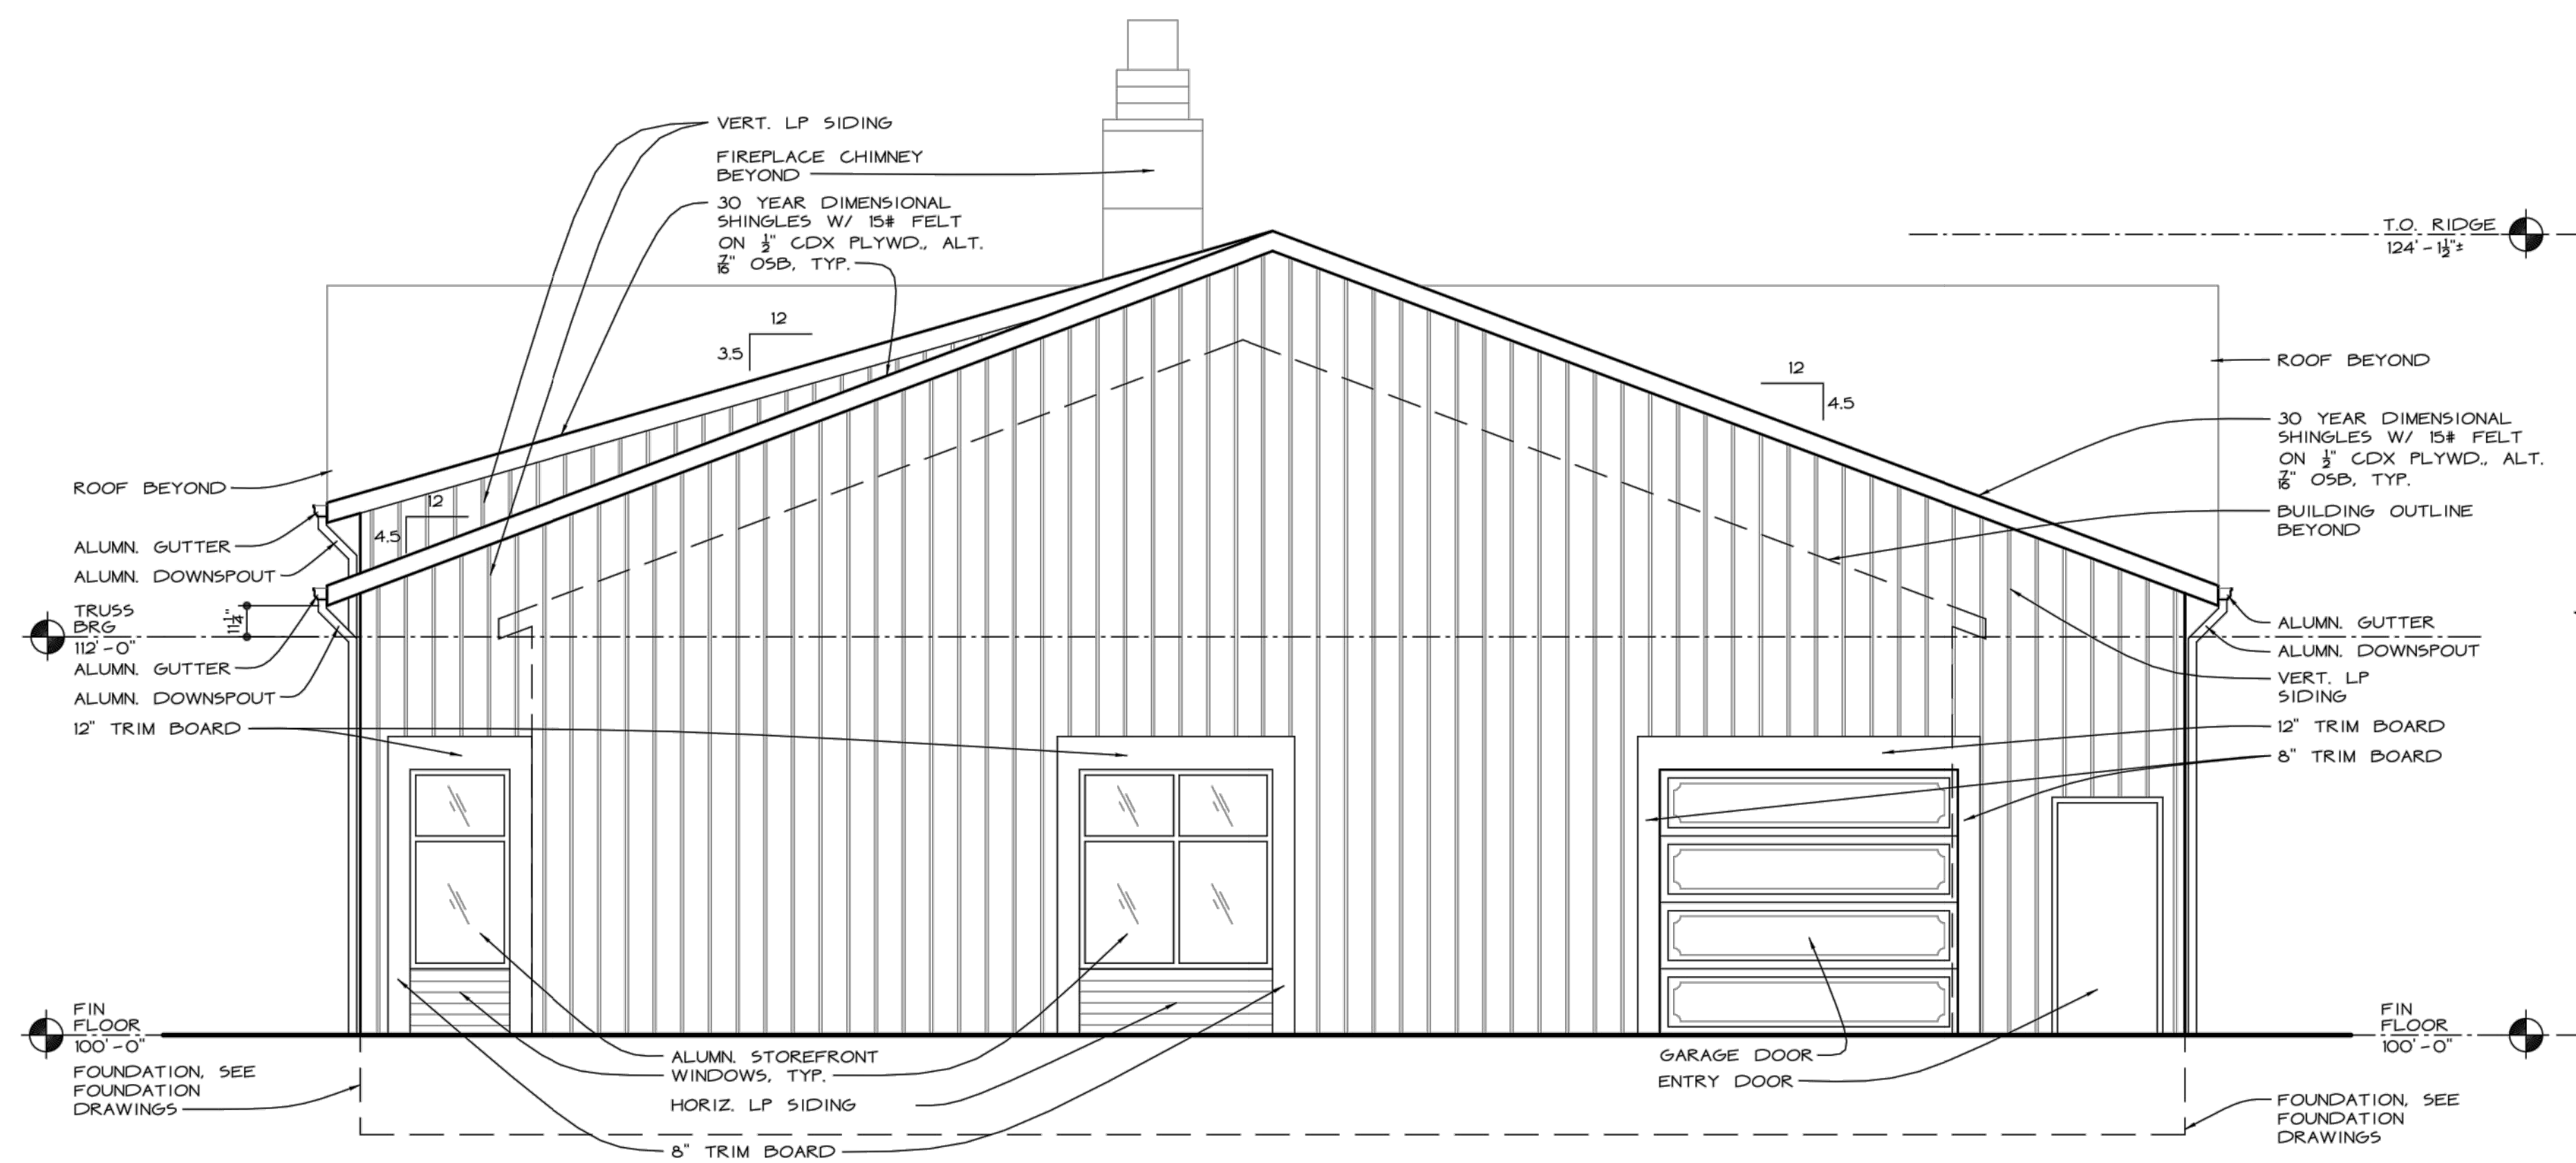 VERT. LP SIDING
FIREPLACE CHIMNEY
BEYOND
30 YEAR DIMENSIONAL
SHINGLES W/ 15# FELT
ON 1/2" CDX PLYWD., ALT.
7/16" OSB, TYP.
12
3.5
12
4.5
ROOF BEYOND
ALUMN. GUTTER
ALUMN. DOWNSPOUT
TRUSS
BRG
112'-0"
11 1/4"
ALUMN. GUTTER
ALUMN. DOWNSPOUT
12" TRIM BOARD
FIN
FLOOR
100'-0"
FOUNDATION, SEE
FOUNDATION
DRAWINGS
ALUMN. STOREFRONT
WINDOWS, TYP.
HORIZ. LP SIDING
8" TRIM BOARD
GARAGE DOOR
ENTRY DOOR
T.O. RIDGE
124'-1 1/2"±
12
4.5
ROOF BEYOND
30 YEAR DIMENSIONAL
SHINGLES W/ 15# FELT
ON 1/2" CDX PLYWD., ALT.
7/16" OSB, TYP.
BUILDING OUTLINE
BEYOND
ALUMN. GUTTER
ALUMN. DOWNSPOUT
VERT. LP
SIDING
12" TRIM BOARD
8" TRIM BOARD
FIN
FLOOR
100'-0"
FOUNDATION, SEE
FOUNDATION
DRAWINGS